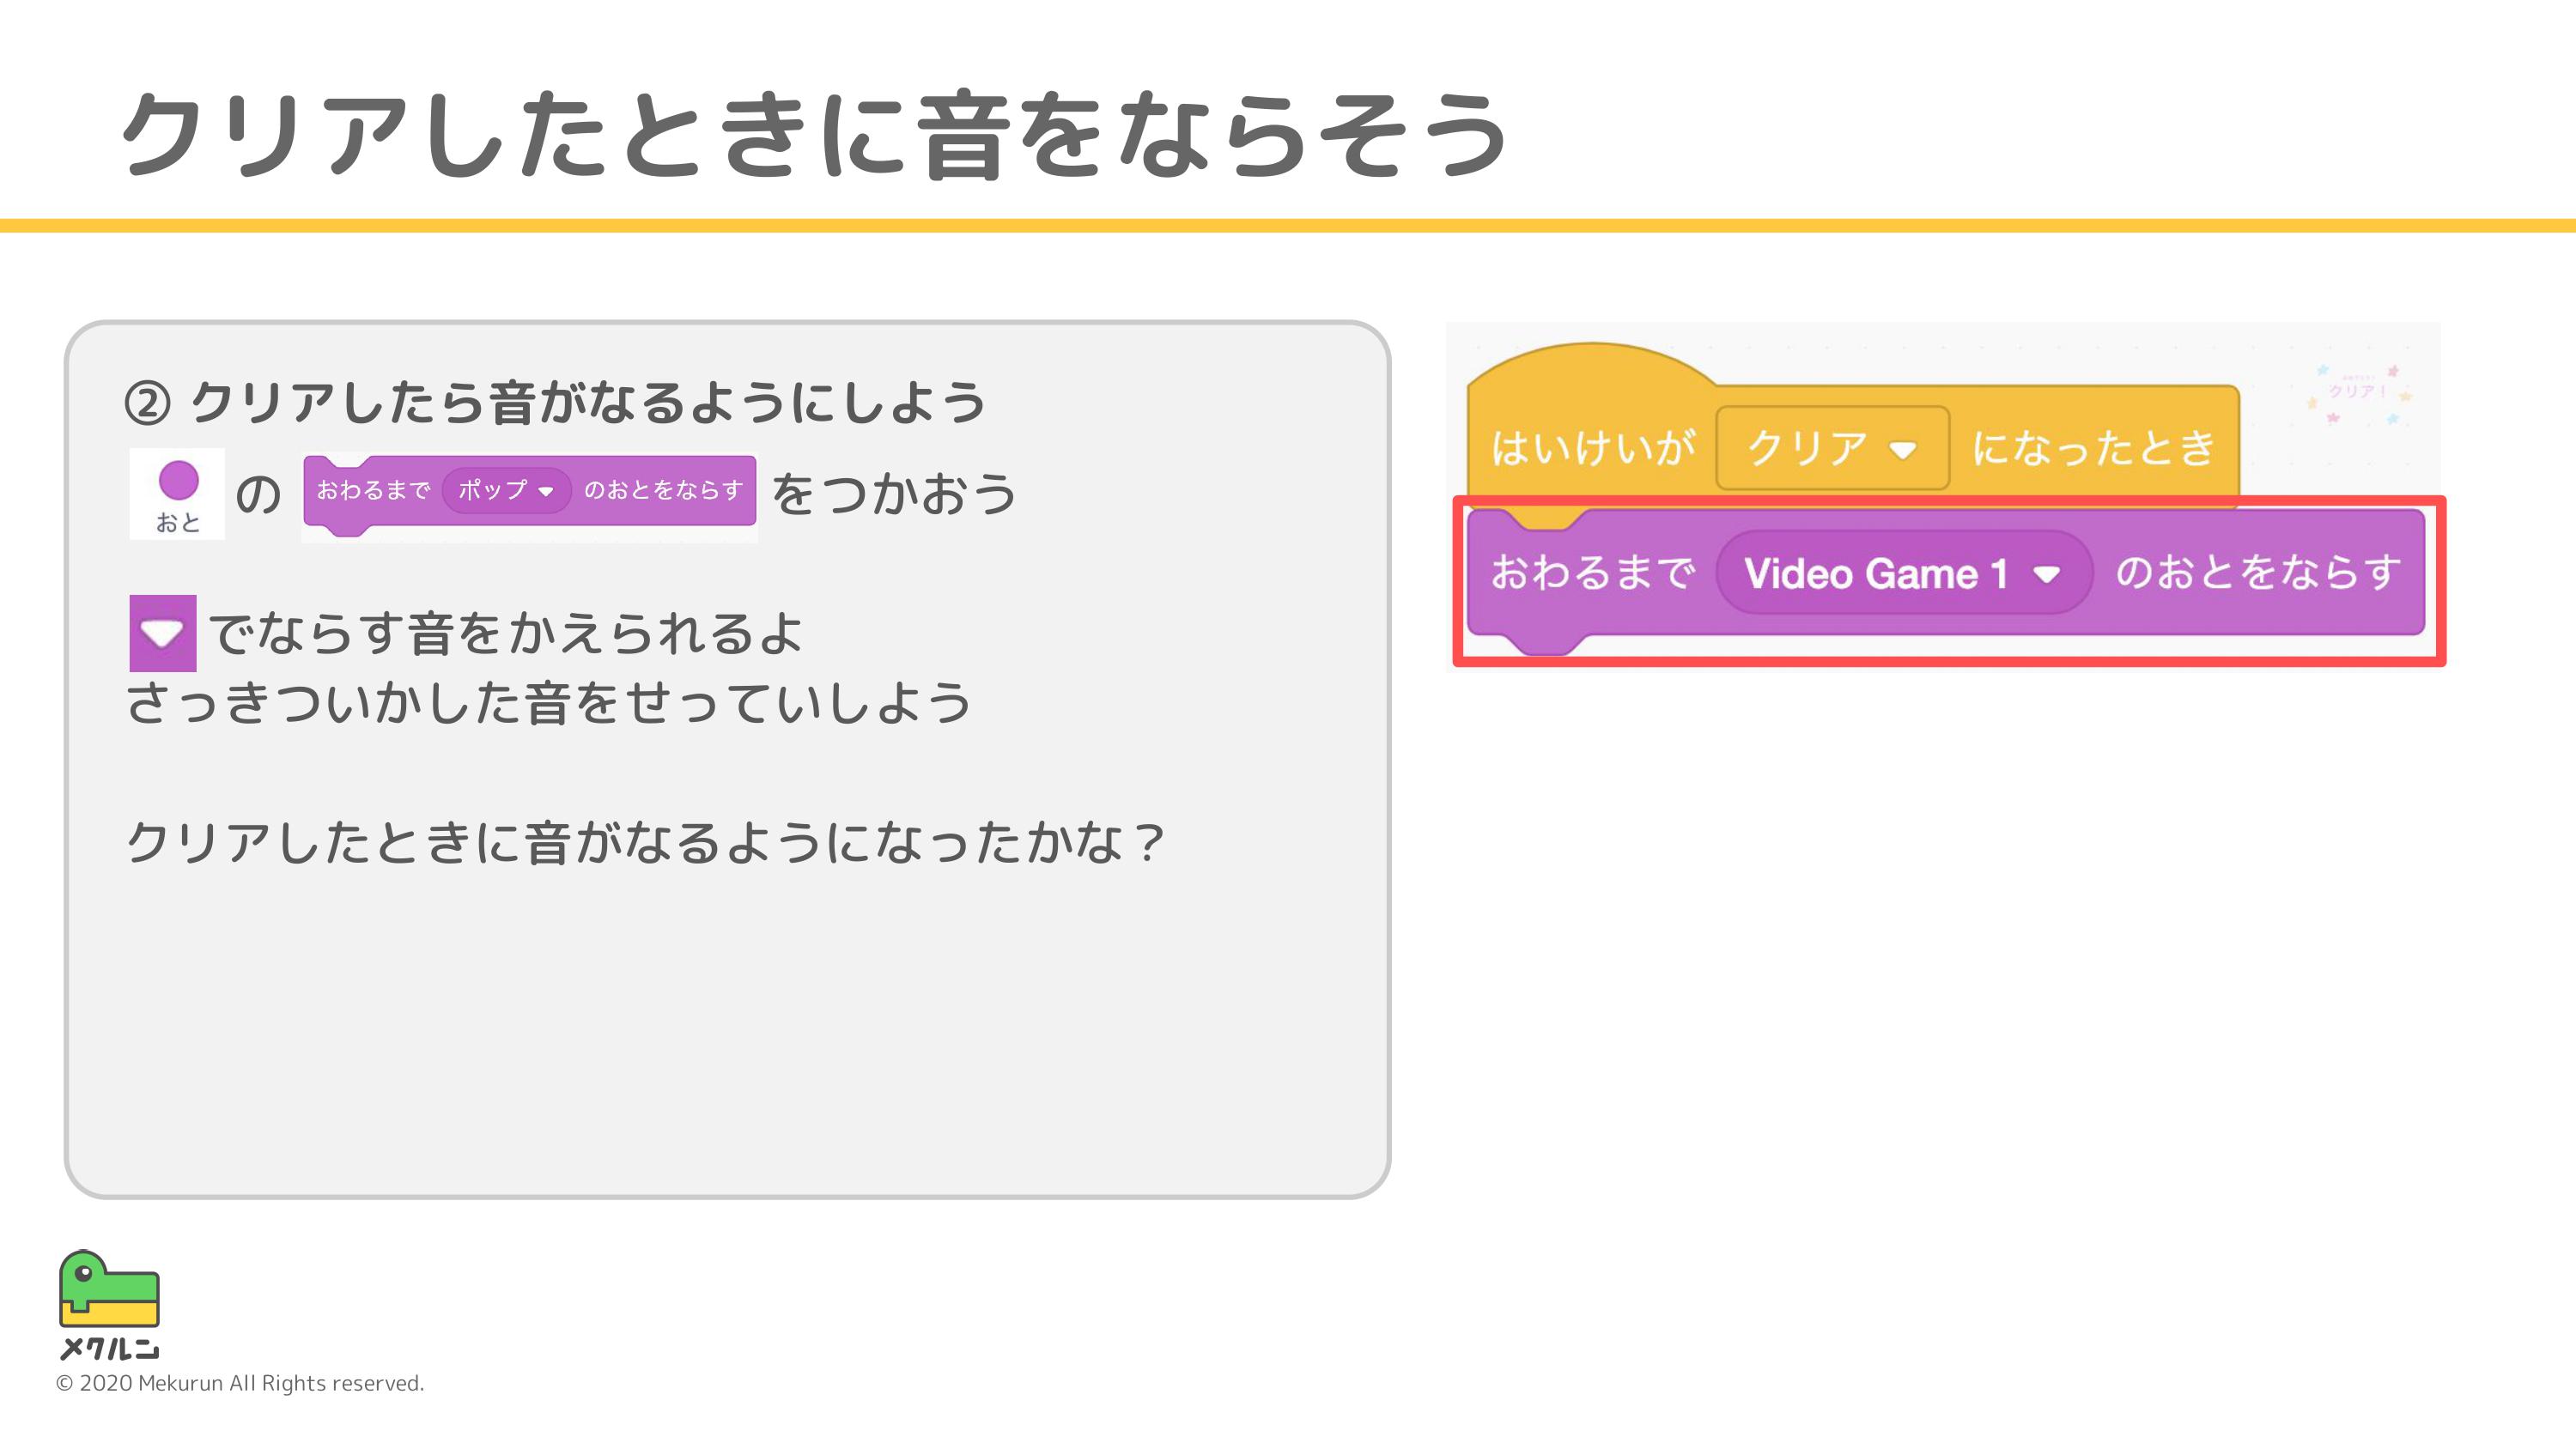 クリアしたときに音をならそう
② クリアしたら音がなるようにしよう
おと の おわるまで ポップ のおとをならす をつかおう
でならす音をかえられるよ
さっきついかした音をせっていしよう
クリアしたときに音がなるようになったかな？
はいけいが クリア になったとき
クリア！
おわるまで Video Game 1 のおとをならす
メクルン
© 2020 Mekurun All Rights reserved.